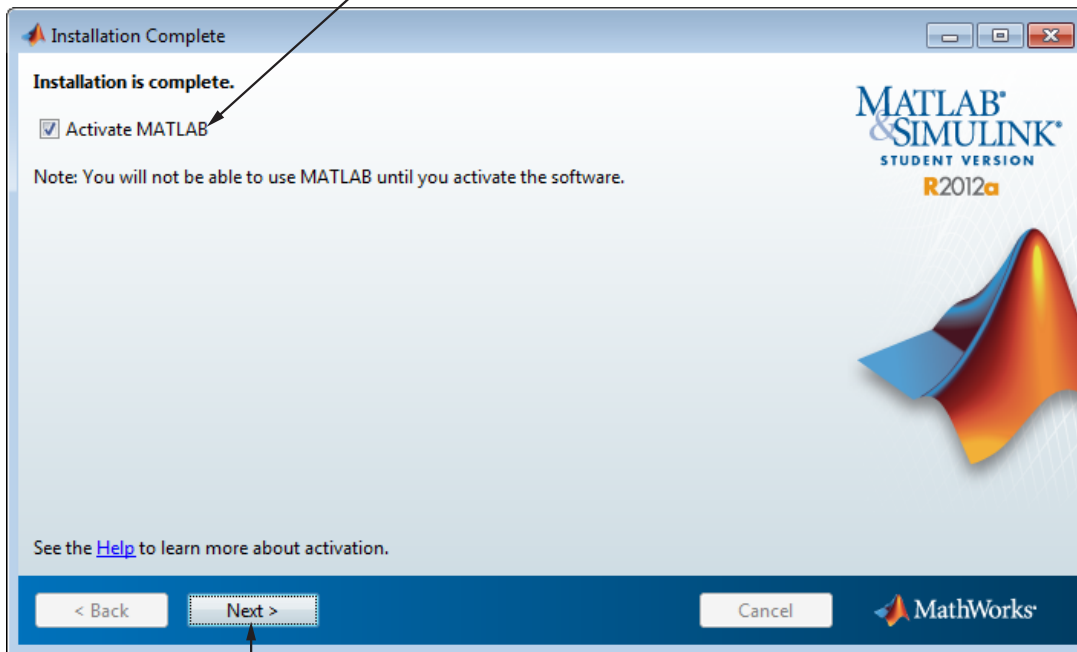 Installation Complete
Installation is complete.
Activate MATLAB
Note: You will not be able to use MATLAB until you activate the software.
MATLAB®
&SIMULINK®
STUDENT VERSION
R2012a
See the Help to learn more about activation.
< Back
Next >
Cancel
MathWorks®